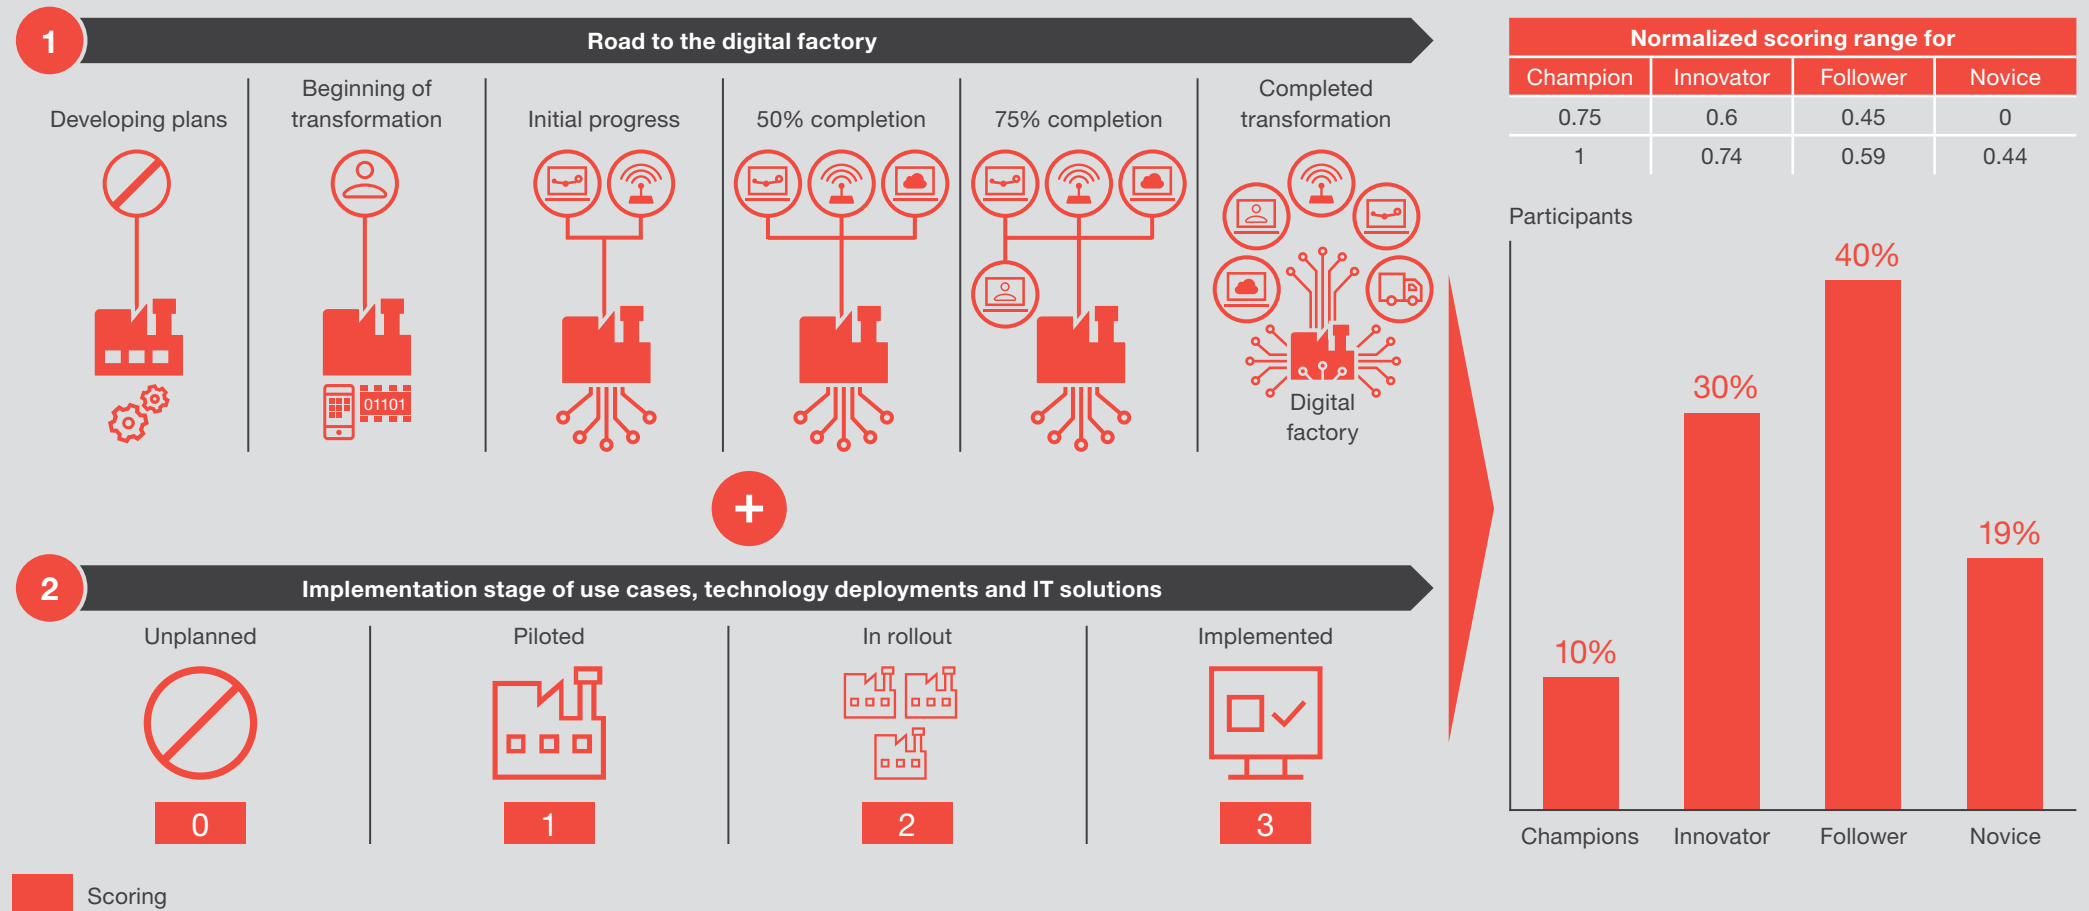 1
Road to the digital factory
Developing plans
Beginning of
transformation
Initial progress
50% completion
75% completion
Completed
transformation
01101
Digital
factory
+
2
Implementation stage of use cases, technology deployments and IT solutions
Unplanned
Piloted
In rollout
Implemented
0
1
2
3
Scoring
Normalized scoring range for
Champion Innovator Follower Novice
0.75 0.6 0.45 0
1 0.74 0.59 0.44
Participants
10%
30%
40%
19%
Champions Innovator Follower Novice